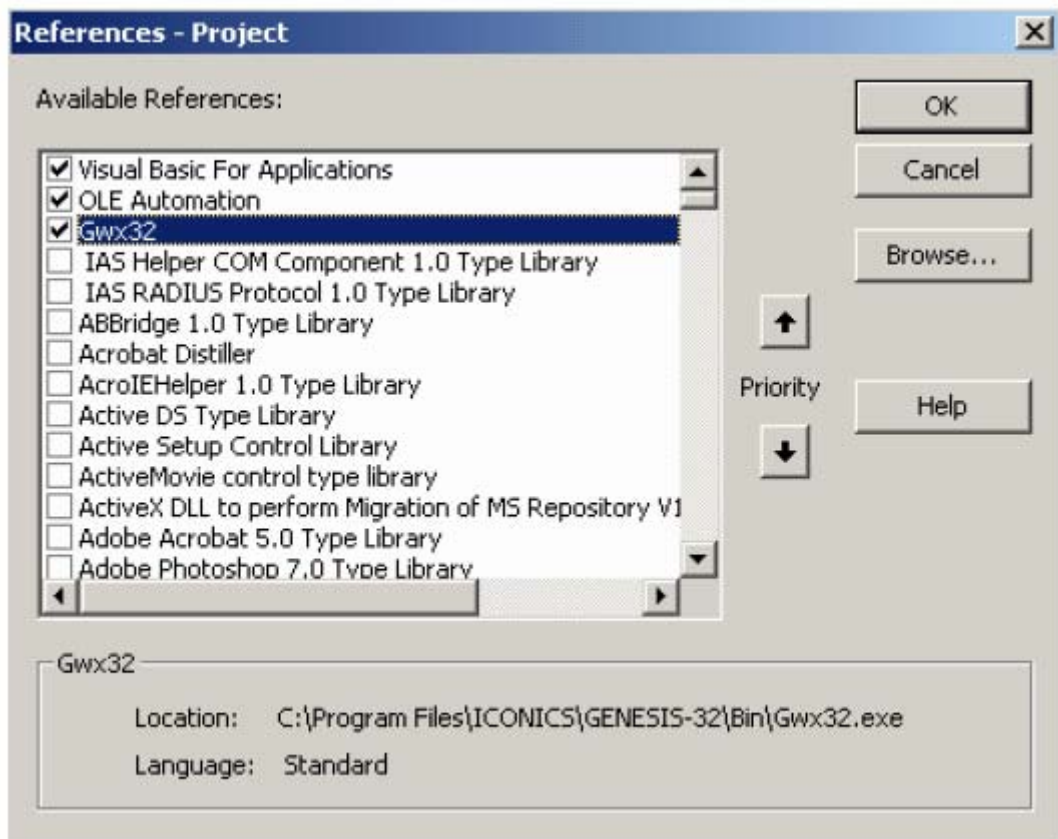 References - Project
Available References:
Visual Basic For Applications
OLE Automation
Gwx32
IAS Helper COM Component 1.0 Type Library
IAS RADIUS Protocol 1.0 Type Library
ABBridge 1.0 Type Library
Acrobat Distiller
AcroIEHelper 1.0 Type Library
Active DS Type Library
Active Setup Control Library
ActiveMovie control type library
ActiveX DLL to perform Migration of MS Repository V1
Adobe Acrobat 5.0 Type Library
Adobe Photoshop 7.0 Type Library
OK
Cancel
Browse...
Priority
Help
Gwx32
Location: C:\Program Files\ICONICS\GENESIS-32\Bin\Gwx32.exe
Language: Standard